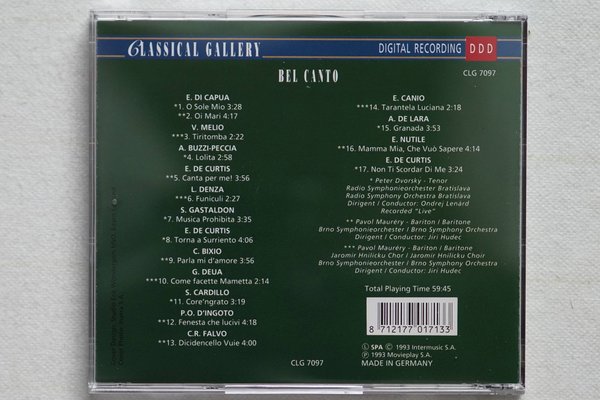 CLASSICAL GALLERY
DIGITAL RECORDING DDD
BEL CANTO
CLG 7097
E. DI CAPUA
*1. O Sole Mio 3:28
**2. Oi Mari 4:17
V. MELIO
***3. Tiritomba 2:22
A. BUZZI-PECCIA
*4. Lolita 2:58
E. DE CURTIS
**5. Canta per me! 3:56
L. DENZA
***6. Funiculi 2:27
S. GASTALDON
*7. Musica Prohibita 3:35
E. DE CURTIS
*8. Torna a Surriento 4:06
C. BIXIO
**9. Parla mi d'amore 3:56
G. DEUA
***10. Come facette Mametta 2:14
S. CARDILLO
*11. Core'ngrato 3:19
P.O. D'INGOTO
**12. Fenesta che lucivi 4:18
C.R. FALVO
**13. Dicidencello Vuie 4:00
E. CANIO
***14. Tarantela Luciana 2:18
A. DE LARA
*15. Granada 3:53
E. NUTILE
**16. Mamma Mia, Che Vuò Sapere 4:14
E. DE CURTIS
*17. Non Ti Scordar Di Me 3:24
* Peter Dvorsky - Tenor
Radio Symphonieorchester Bratislava
Radio Symphony Orchestra Bratislava
Dirigent / Conductor: Ondrej Lenárd
Recorded "Live"
** Pavol Mauréry - Bariton / Baritone
Brno Symphonieorchester / Brno Symphony Orchestra
Dirigent / Conductor: Jiri Hudec
*** Pavol Mauréry - Bariton / Baritone
Jaromir Hnilicku Chor / Jaromir Hnilicku Choir
Brno Symphonieorchester / Brno Symphony Orchestra
Dirigent / Conductor: Jiri Hudec
Total Playing Time 59:45
8 712177 017133
Ⓛ SPA © 1993 Intermusic S.A.
℗ 1993 Movieplay S.A.
MADE IN GERMANY
CLG 7097